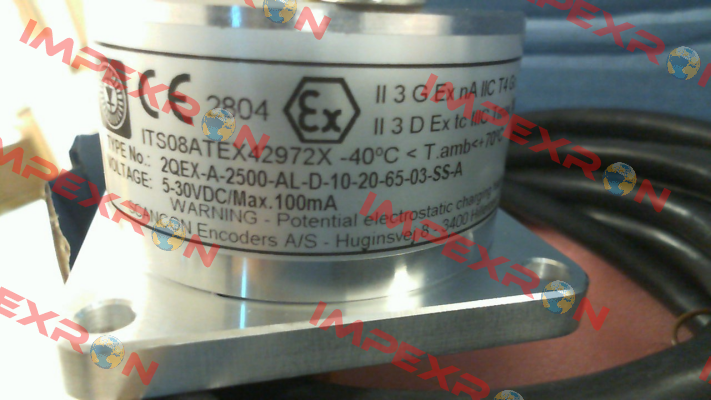 CE 2804 Ex II 3 G Ex nA IIC T4
II 3 D Ex tc IIIC
ITS08ATEX42972X -40°C < T.amb<+70°C
TYPE No.: 2QEX-A-2500-AL-D-10-20-65-03-SS-A
VOLTAGE: 5-30VDC/Max.100mA
WARNING - Potential electrostatic charging
SCANCON Encoders A/S - Huginsvej 8 - 3400
IMPEXRON